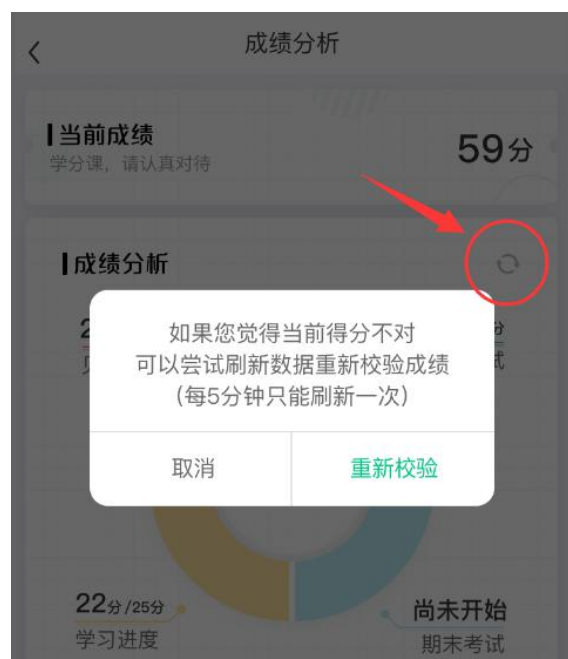 成绩分析
当前成绩
学分课，请认真对待
59分
成绩分析
2
分
试
如果您觉得当前得分不对
可以尝试刷新数据重新校验成绩
（每5分钟只能刷新一次）
取消
重新校验
22分/25分
学习进度
尚未开始
期末考试